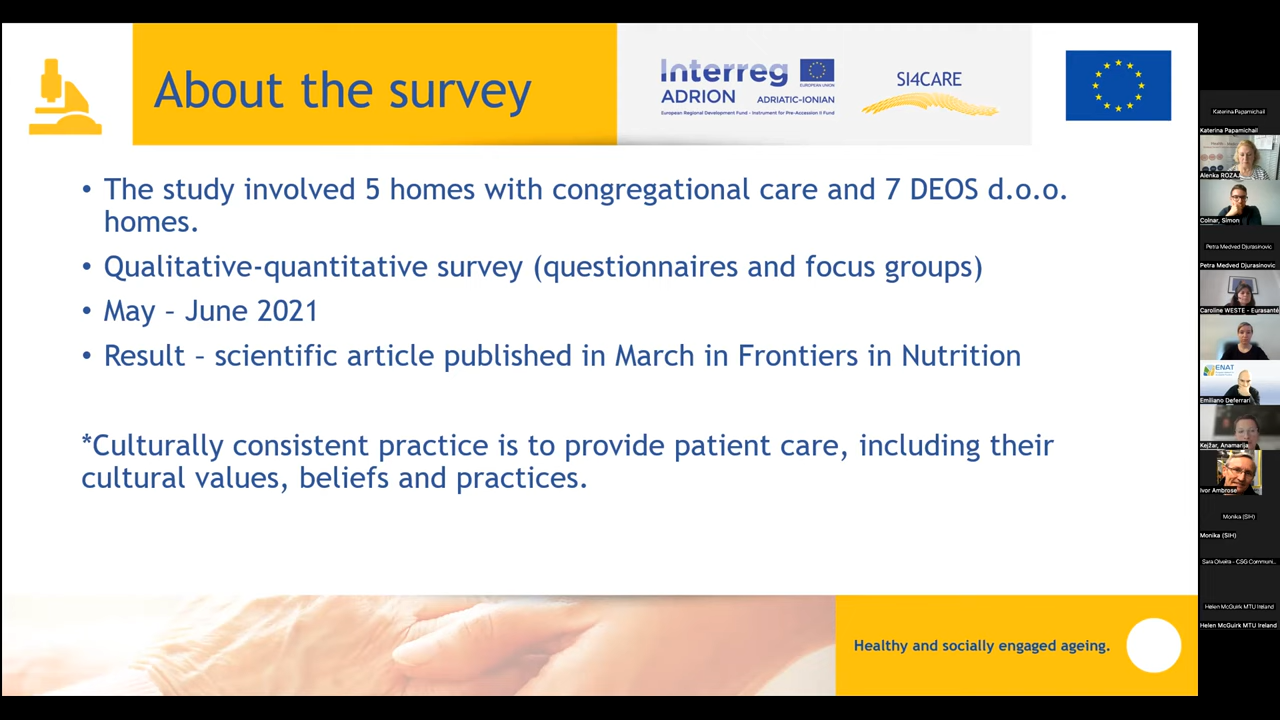 About the survey
Interreg
EUROPEAN UNION
ADRION ADRIATIC-IONIAN
European Regional Development Fund - Instrument for Pre-Accession II Fund
SI4CARE
• The study involved 5 homes with congregational care and 7 DEOS d.o.o.
homes.
• Qualitative-quantitative survey (questionnaires and focus groups)
• May – June 2021
• Result – scientific article published in March in Frontiers in Nutrition
*Culturally consistent practice is to provide patient care, including their
cultural values, beliefs and practices.
Healthy and socially engaged ageing.
Katerina Papamichail
Katerina Papamichail
Alenka ROZAJ
Colnar, Simon
Petra Medved Djurasinovic
Petra Medved Djurasinovic
Caroline WESTE - Eurasanté
ENAT
Emiliano Deferrari
Kejžar, Anamarija
Ivor Ambrose
Monika (SIH)
Monika (SIH)
Sara Oliveira - CSG Communi...
Helen McGuirk MTU Ireland
Helen McGuirk MTU Ireland